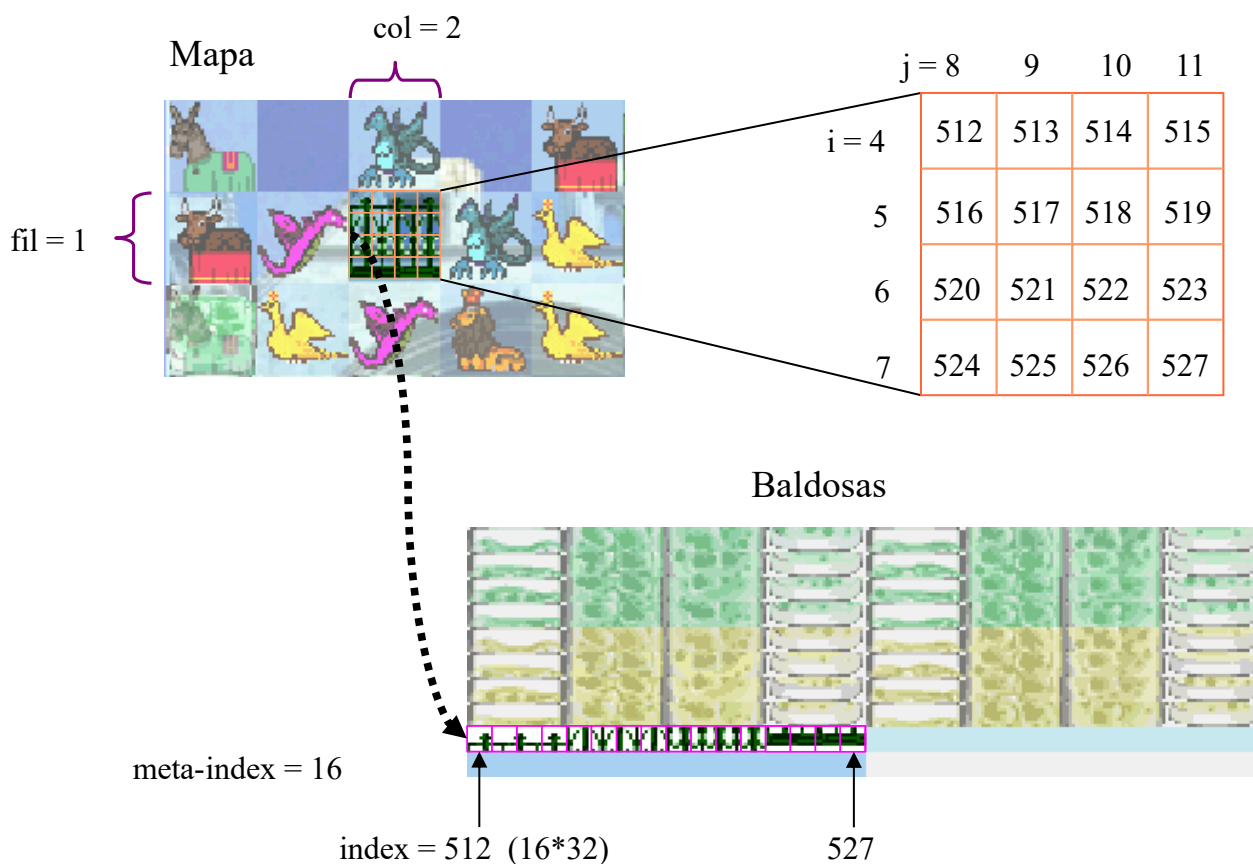 col = 2
Mapa
j = 8 9 10 11
i = 4 512 513 514 515
fil = 1
5 516 517 518 519
6 520 521 522 523
7 524 525 526 527
Baldosas
meta-index = 16
index = 512 (16*32) 527